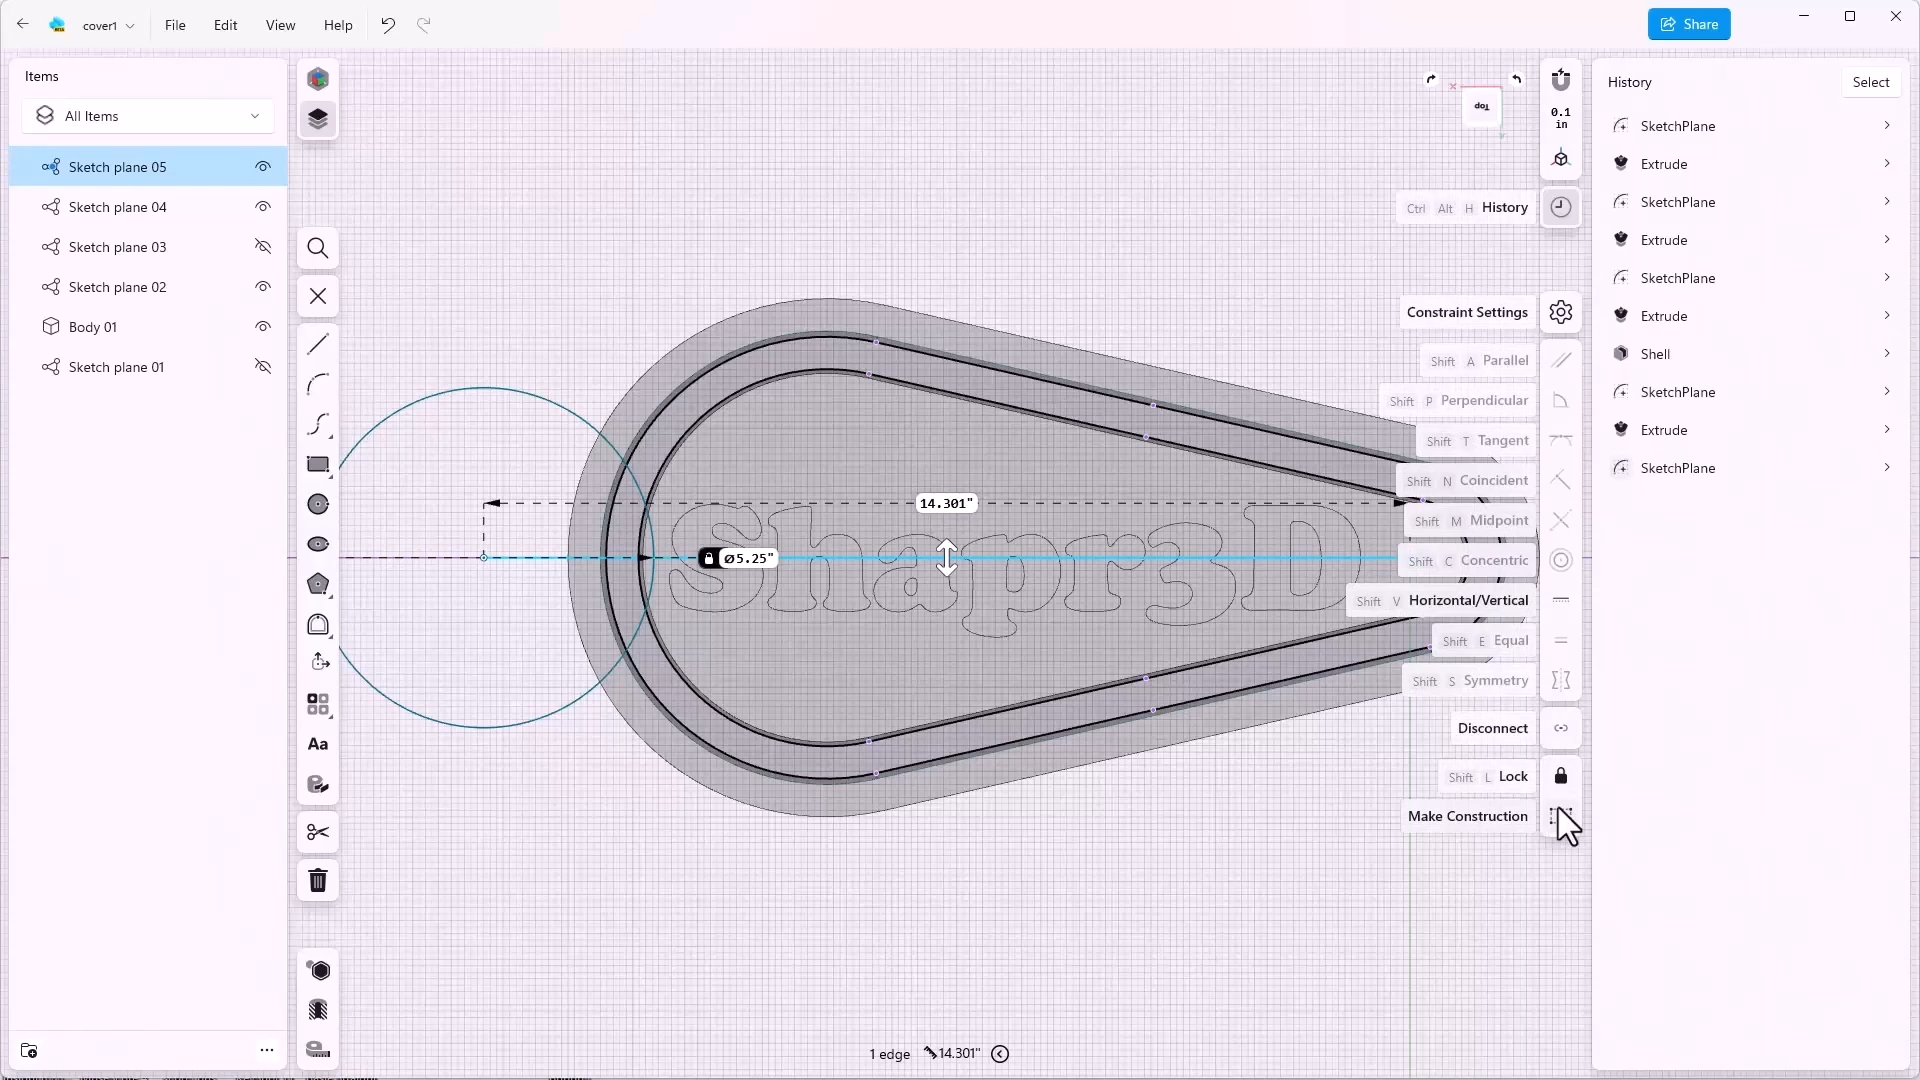 cover1
File
Edit
View
Help
Share
Items
All Items
Sketch plane 05
Sketch plane 04
Sketch plane 03
Sketch plane 02
Body 01
Sketch plane 01
Aa
Top
X
0.1
in
Ctrl Alt H History
Constraint Settings
Shift A Parallel
Shift P Perpendicular
Shift T Tangent
Shift N Coincident
Shift M Midpoint
Shift C Concentric
Shift V Horizontal/Vertical
Shift E Equal
Shift S Symmetry
Disconnect
Shift L Lock
Make Construction
14.301"
Ø5.25"
Shapr3D
1 edge 14.301"
History
Select
SketchPlane
Extrude
SketchPlane
Extrude
SketchPlane
Extrude
Shell
SketchPlane
Extrude
SketchPlane